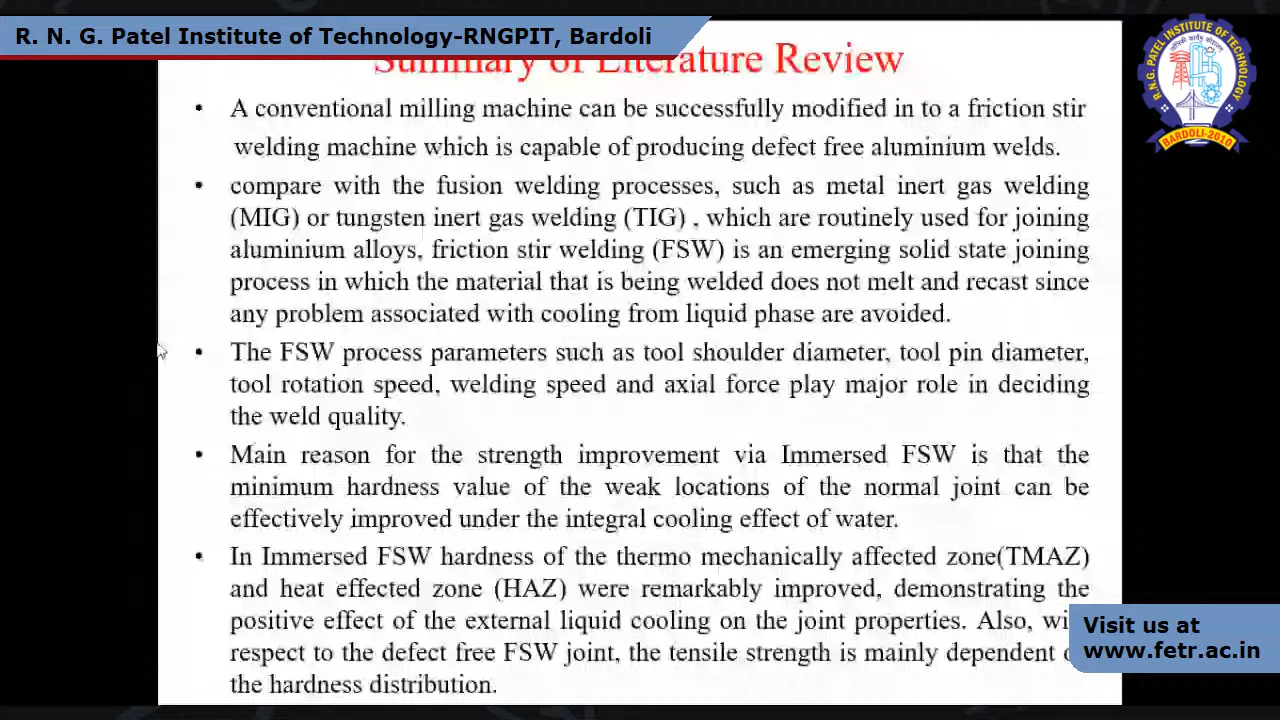 R. N. G. Patel Institute of Technology-RNGPIT, Bardoli
Summary of Literature Review
• A conventional milling machine can be successfully modified in to a friction stir
welding machine which is capable of producing defect free aluminium welds.
• compare with the fusion welding processes, such as metal inert gas welding
(MIG) or tungsten inert gas welding (TIG) , which are routinely used for joining
aluminium alloys, friction stir welding (FSW) is an emerging solid state joining
process in which the material that is being welded does not melt and recast since
any problem associated with cooling from liquid phase are avoided.
• The FSW process parameters such as tool shoulder diameter, tool pin diameter,
tool rotation speed, welding speed and axial force play major role in deciding
the weld quality.
• Main reason for the strength improvement via Immersed FSW is that the
minimum hardness value of the weak locations of the normal joint can be
effectively improved under the integral cooling effect of water.
• In Immersed FSW hardness of the thermo mechanically affected zone(TMAZ)
and heat effected zone (HAZ) were remarkably improved, demonstrating the
positive effect of the external liquid cooling on the joint properties. Also,
respect to the defect free FSW joint, the tensile strength is mainly dependent
the hardness distribution.
R. N. G. PATEL INSTITUTE OF TECHNOLOGY
BARDOLI-2010
Visit us at
www.fetr.ac.in